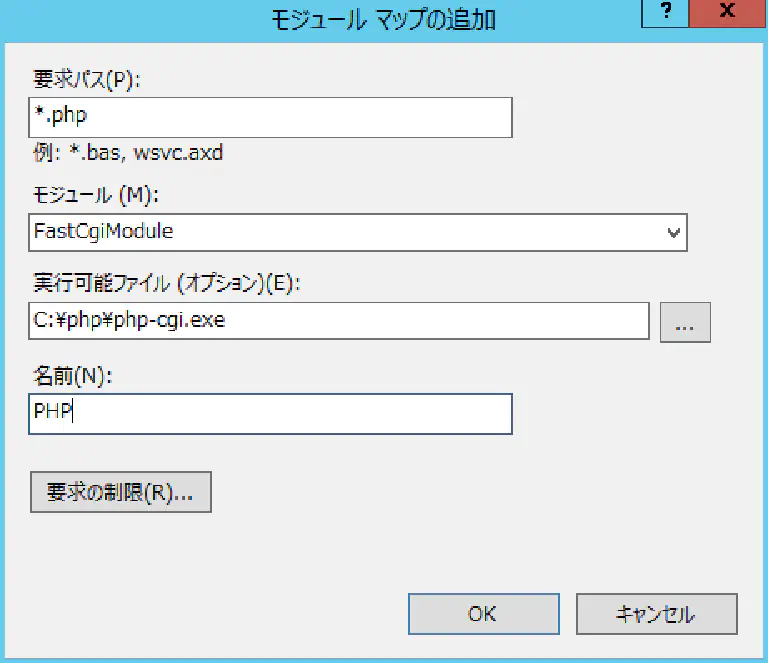 モジュール マップの追加
?
x
要求パス(P):
*.php
例: *.bas, wsvc.axd
モジュール (M):
FastCgiModule
実行可能ファイル (オプション)(E):
C:¥php¥php-cgi.exe
...
名前(N):
PHP
要求の制限(R)...
OK
キャンセル